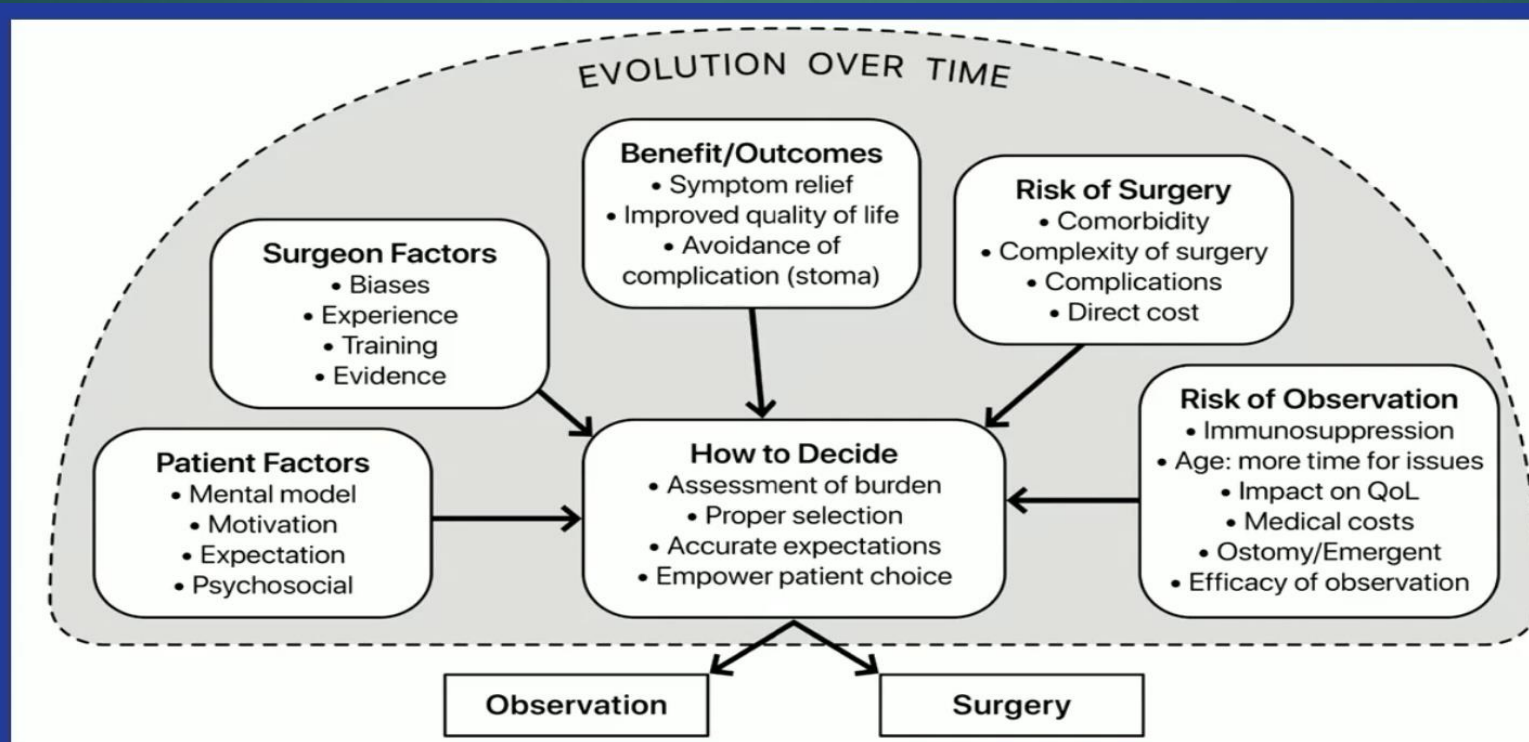 EVOLUTION OVER TIME
Benefit/Outcomes
• Symptom relief
• Improved quality of life
• Avoidance of
complication (stoma)
Risk of Surgery
• Comorbidity
• Complexity of surgery
• Complications
• Direct cost
Surgeon Factors
• Biases
• Experience
• Training
• Evidence
Patient Factors
• Mental model
• Motivation
• Expectation
• Psychosocial
How to Decide
• Assessment of burden
• Proper selection
• Accurate expectations
• Empower patient choice
Risk of Observation
• Immunosuppression
• Age: more time for issues
• Impact on QoL
• Medical costs
• Ostomy/Emergent
• Efficacy of observation
Observation
Surgery